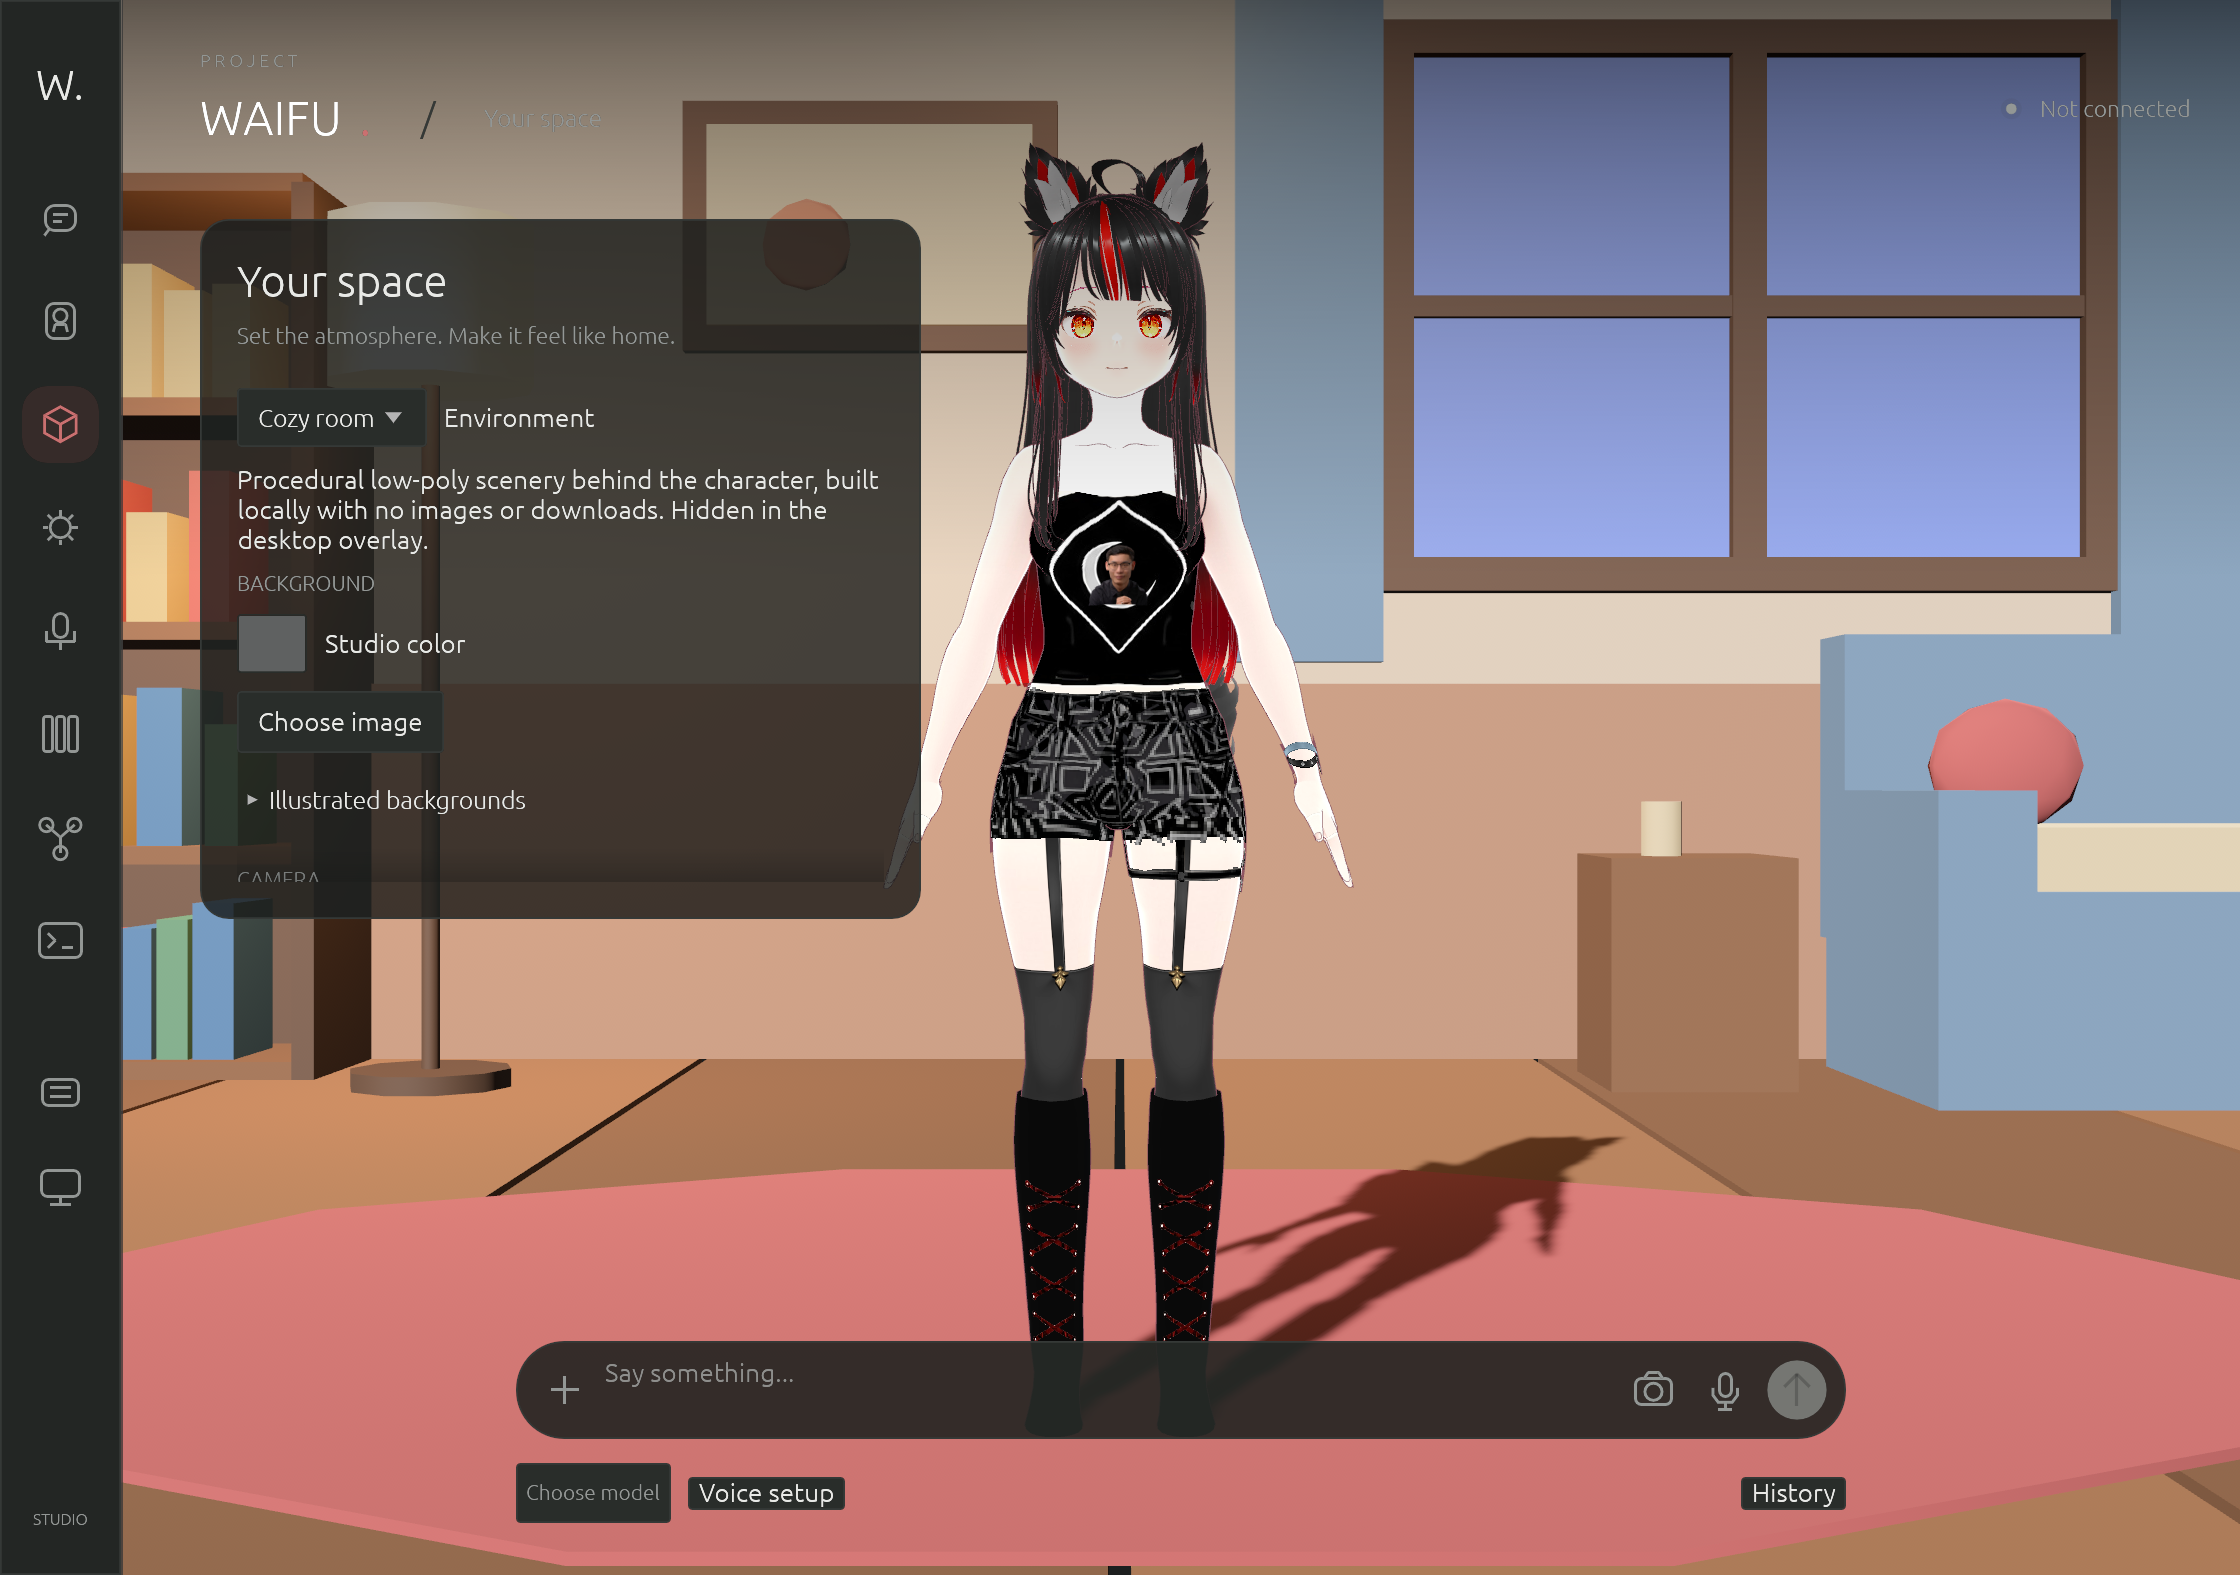 W.
PROJECT
WAIFU . / Your space
Not connected
Your space
Set the atmosphere. Make it feel like home.
Cozy room Environment
Procedural low-poly scenery behind the character, built
locally with no images or downloads. Hidden in the
desktop overlay.
BACKGROUND
Studio color
Choose image
Illustrated backgrounds
CAMERA
Say something...
Choose model Voice setup History
STUDIO